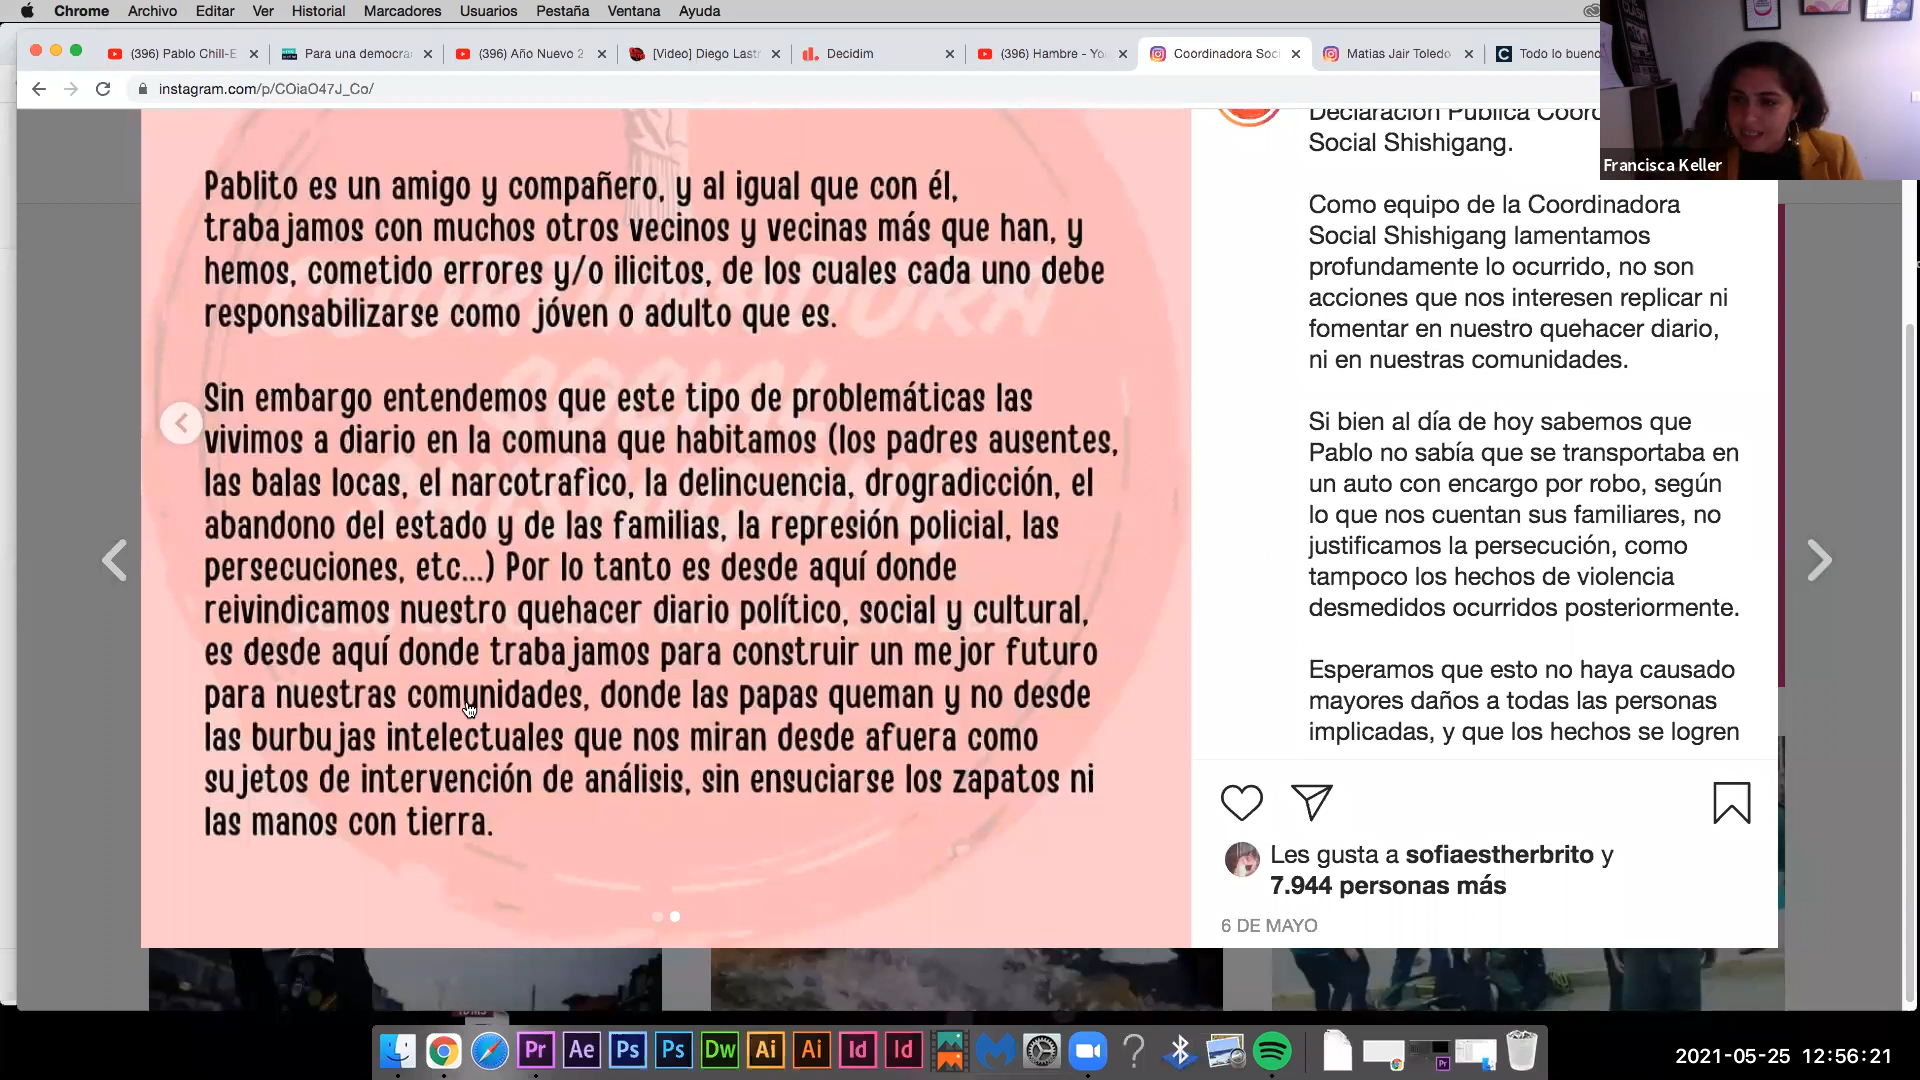 Chrome Archivo Editar Ver Historial Marcadores Usuarios Pestaña Ventana Ayuda
(396) Pablo Chill-E
Para una democra
(396) Año Nuevo 2
[Video] Diego Last
Decidim
(396) Hambre - Yo
Coordinadora Soci
Matias Jair Toledo
Todo lo bueno
instagram.com/p/COiaO47J_Co/
Francisca Keller
Pablito es un amigo y compañero, y al igual que con él,
trabajamos con muchos otros vecinos y vecinas más que han, y
hemos, cometido errores y/o ilicitos, de los cuales cada uno debe
responsabilizarse como jóven o adulto que es.
Sin embargo entendemos que este tipo de problemáticas las
vivimos a diario en la comuna que habitamos (los padres ausentes,
las balas locas, el narcotrafico, la delincuencia, drogradicción, el
abandono del estado y de las familias, la represión policial, las
persecuciones, etc...) Por lo tanto es desde aquí donde
reivindicamos nuestro quehacer diario político, social y cultural,
es desde aquí donde trabajamos para construir un mejor futuro
para nuestras comunidades, donde las papas queman y no desde
las burbujas intelectuales que nos miran desde afuera como
sujetos de intervención de análisis, sin ensuciarse los zapatos ni
las manos con tierra.
Declaración Pública Coord
Social Shishigang.
Como equipo de la Coordinadora
Social Shishigang lamentamos
profundamente lo ocurrido, no son
acciones que nos interesen replicar ni
fomentar en nuestro quehacer diario,
ni en nuestras comunidades.
Si bien al día de hoy sabemos que
Pablo no sabía que se transportaba en
un auto con encargo por robo, según
lo que nos cuentan sus familiares, no
justificamos la persecución, como
tampoco los hechos de violencia
desmedidos ocurridos posteriormente.
Esperamos que esto no haya causado
mayores daños a todas las personas
implicadas, y que los hechos se logren
Les gusta a sofiaestherbrito y
7.944 personas más
6 DE MAYO
Pr Ae Ps Ps Dw Ai Ai Id Id
2021-05-25 12:56:21